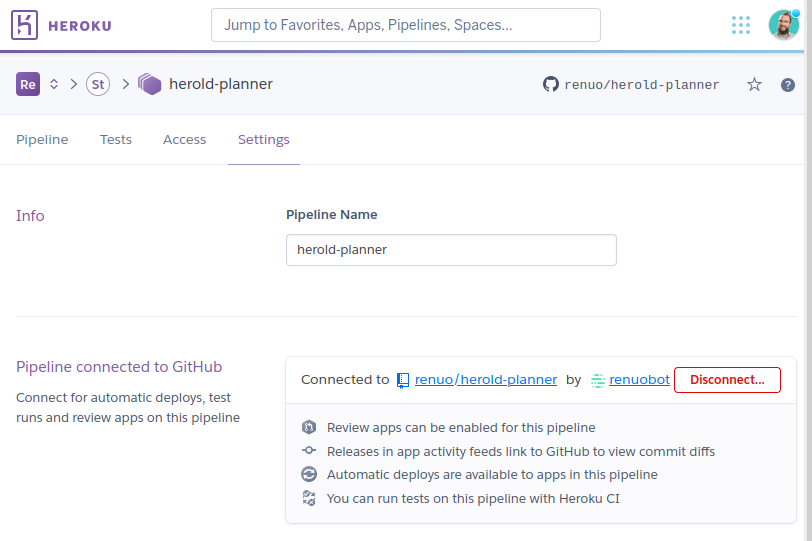 HEROKU
Jump to Favorites, Apps, Pipelines, Spaces...
Re St herold-planner renuo/herold-planner ?
Pipeline Tests Access Settings
Info
Pipeline Name
herold-planner
Pipeline connected to GitHub
Connect for automatic deploys, test
runs and review apps on this pipeline
Connected to renuo/herold-planner by renuobot Disconnect...
Review apps can be enabled for this pipeline
Releases in app activity feeds link to GitHub to view commit diffs
Automatic deploys are available to apps in this pipeline
You can run tests on this pipeline with Heroku CI